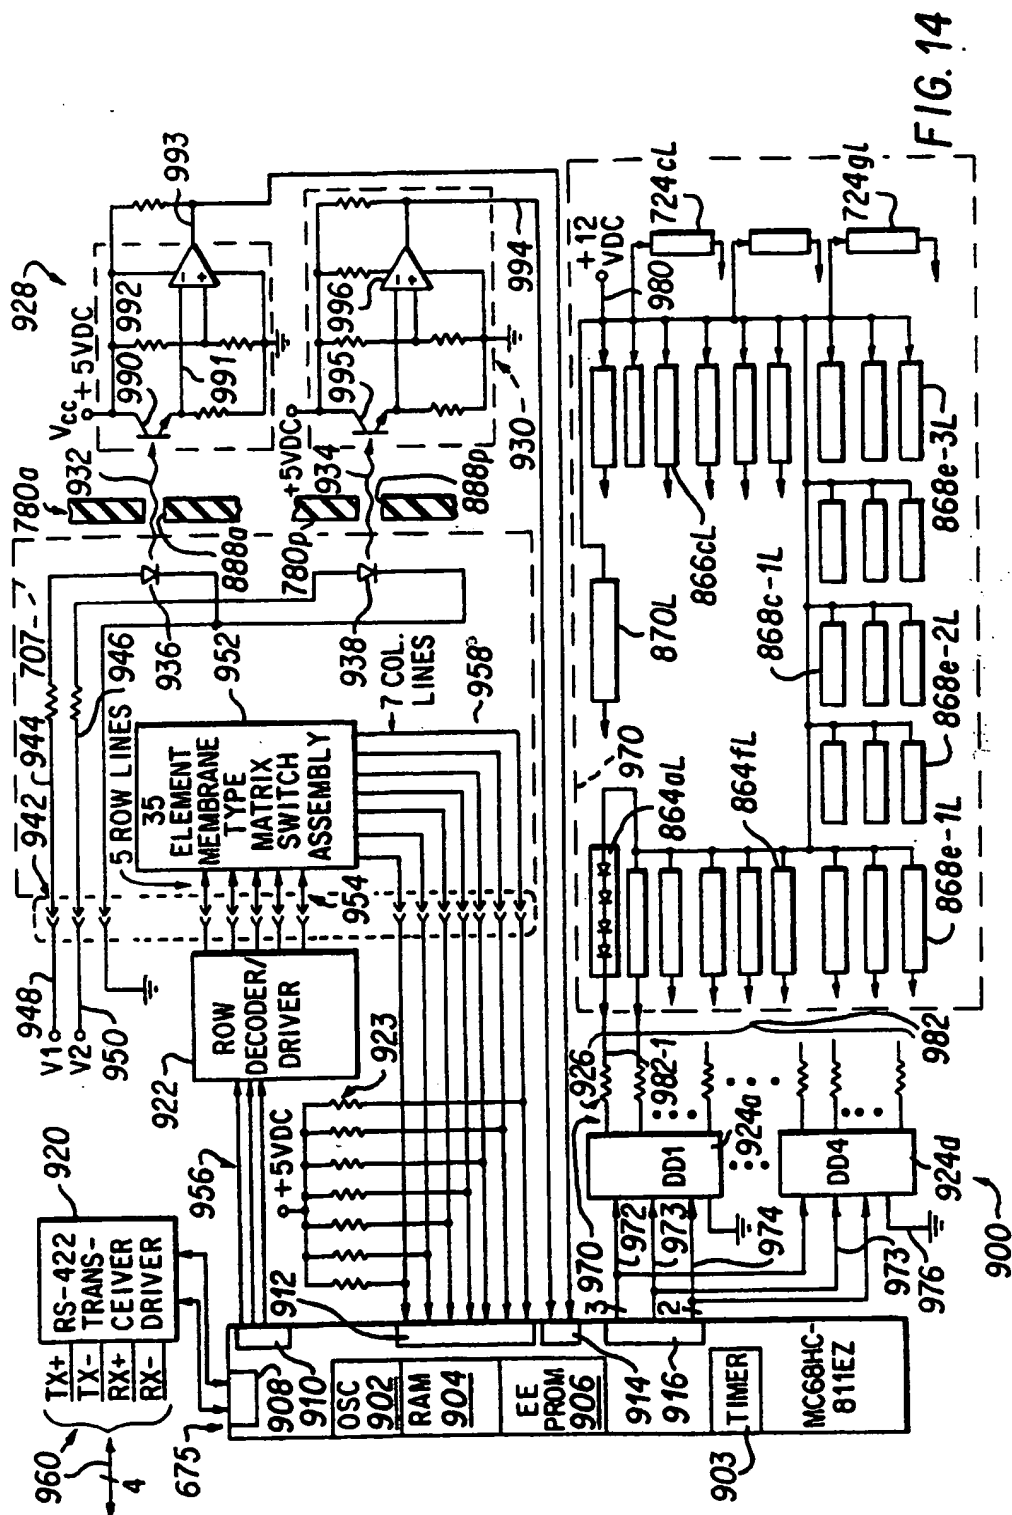 FIG. 14
928
Vcc
+5VDC
990
992
993
991
780a
932
888a
+5VDC
934
995
996
994
930
780p
888p
707
944
942
946
936
938
952
948
V1
V2
950
5 ROW LINES
35
ELEMENT
MEMBRANE
TYPE
MATRIX
SWITCH
ASSEMBLY
7 COL.
LINES
958
954
922
ROW
DECODER/
DRIVER
923
+5VDC
956
920
RS-422
TRANS-
CEIVER
DRIVER
TX+
TX-
RX+
RX-
960
4
675
908
910
912
OSC
902
RAM
904
EE
PROM
906
914
916
TIMER
903
MC68HC-
811EZ
3
2
972
973
974
970
926
982-1
DD1
924a
DD4
924d
973
976
900
982
970
864aL
864fL
868e-1L
870L
866cL
868c-1L
868e-2L
868e-3L
+12
VDC
980
724cL
724gL